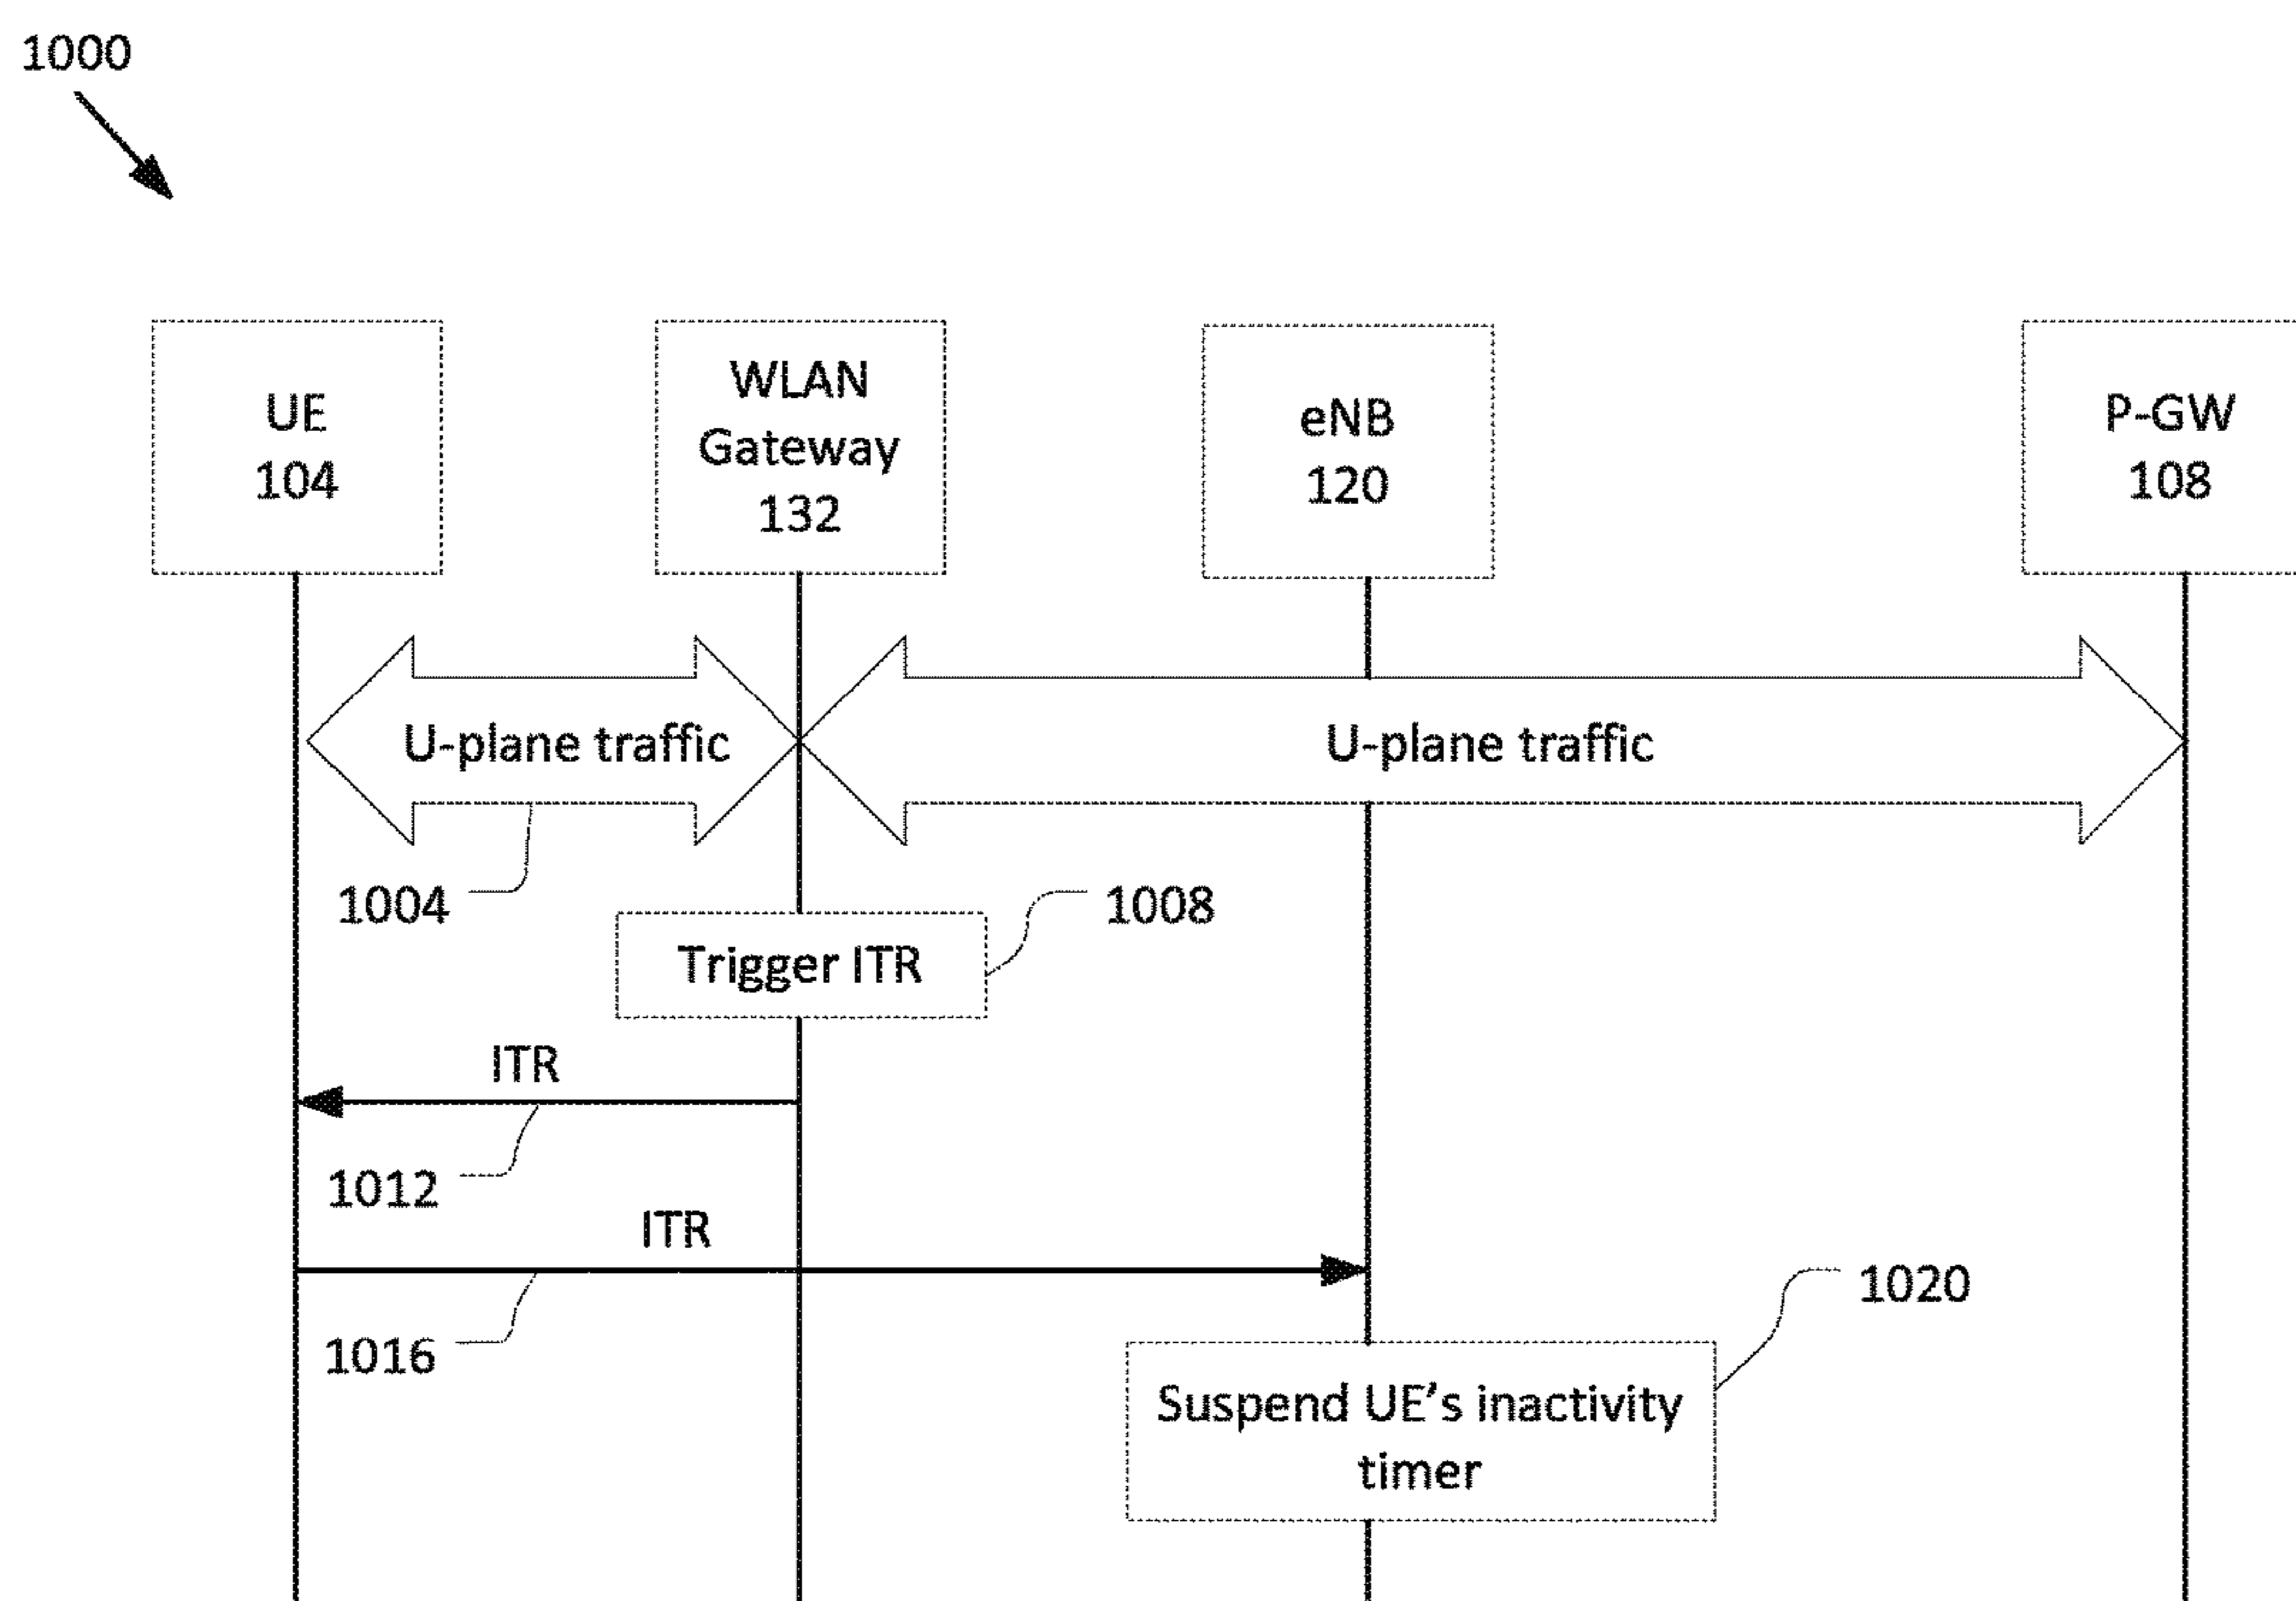 1000
UE
104
WLAN
Gateway
132
eNB
120
P-GW
108
U-plane traffic
U-plane traffic
1004
1008
Trigger ITR
ITR
1012
ITR
1016
1020
Suspend UE's inactivity
timer